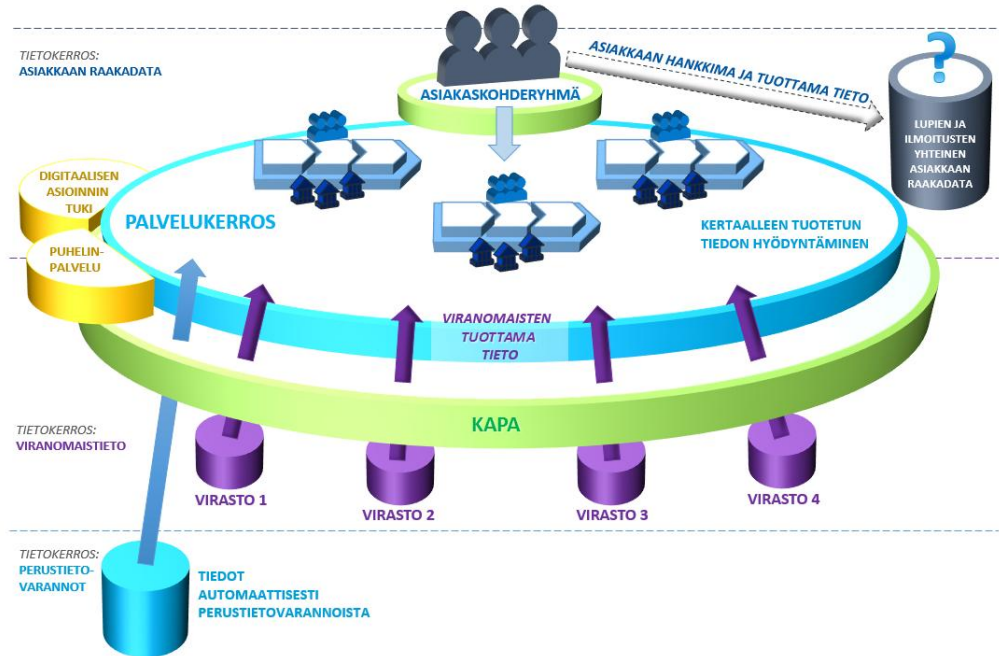 TIETOKERROS:
ASIAKKAAN RAAKADATA
ASIAKASKOHDERYHMÄ
ASIAKKAAN HANKKIMA JA TUOTTAMA TIETO
?
LUPIEN JA
ILMOITUSTEN
YHTEINEN
ASIAKKAAN
RAAKADATA
DIGITAALISEN
ASIOINNIN
TUKI
PUHELIN-
PALVELU
PALVELUKERROS
KERTAALLEEN TUOTETUN
TIEDON HYÖDYNTÄMINEN
VIRANOMAISTEN
TUOTTAMA
TIETO
KAPA
TIETOKERROS:
VIRANOMAISTIETO
VIRASTO 1
VIRASTO 2
VIRASTO 3
VIRASTO 4
TIETOKERROS:
PERUSTIETO-
VARANNOT
TIEDOT
AUTOMAATTISESTI
PERUSTIETOVARANNOISTA